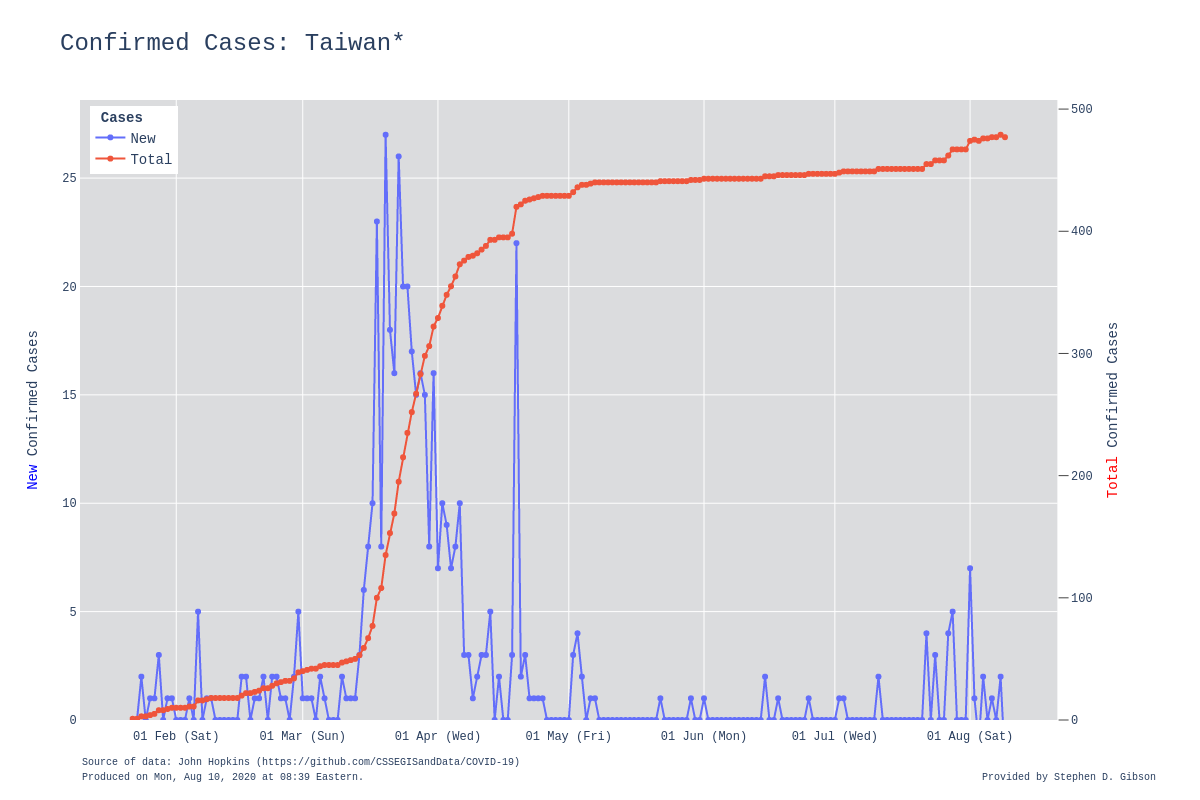 Confirmed Cases: Taiwan*
Cases
New
Total
25
20
15
10
5
0
500
400
300
200
100
0
New Confirmed Cases
Total Confirmed Cases
01 Feb (Sat)
01 Mar (Sun)
01 Apr (Wed)
01 May (Fri)
01 Jun (Mon)
01 Jul (Wed)
01 Aug (Sat)
Source of data: John Hopkins (https://github.com/CSSEGISandData/COVID-19)
Produced on Mon, Aug 10, 2020 at 08:39 Eastern.
Provided by Stephen D. Gibson